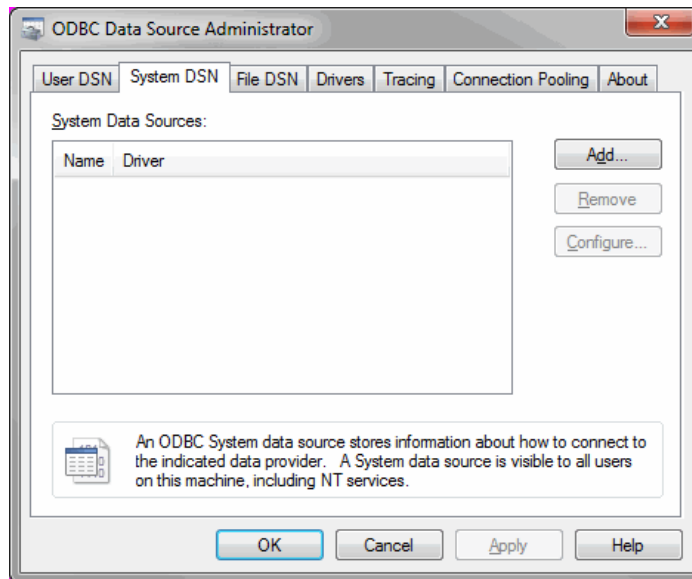 ODBC Data Source Administrator
User DSN System DSN File DSN Drivers Tracing Connection Pooling About
System Data Sources:
Name Driver
Add...
Remove
Configure...
An ODBC System data source stores information about how to connect to
the indicated data provider. A System data source is visible to all users
on this machine, including NT services.
OK Cancel Apply Help